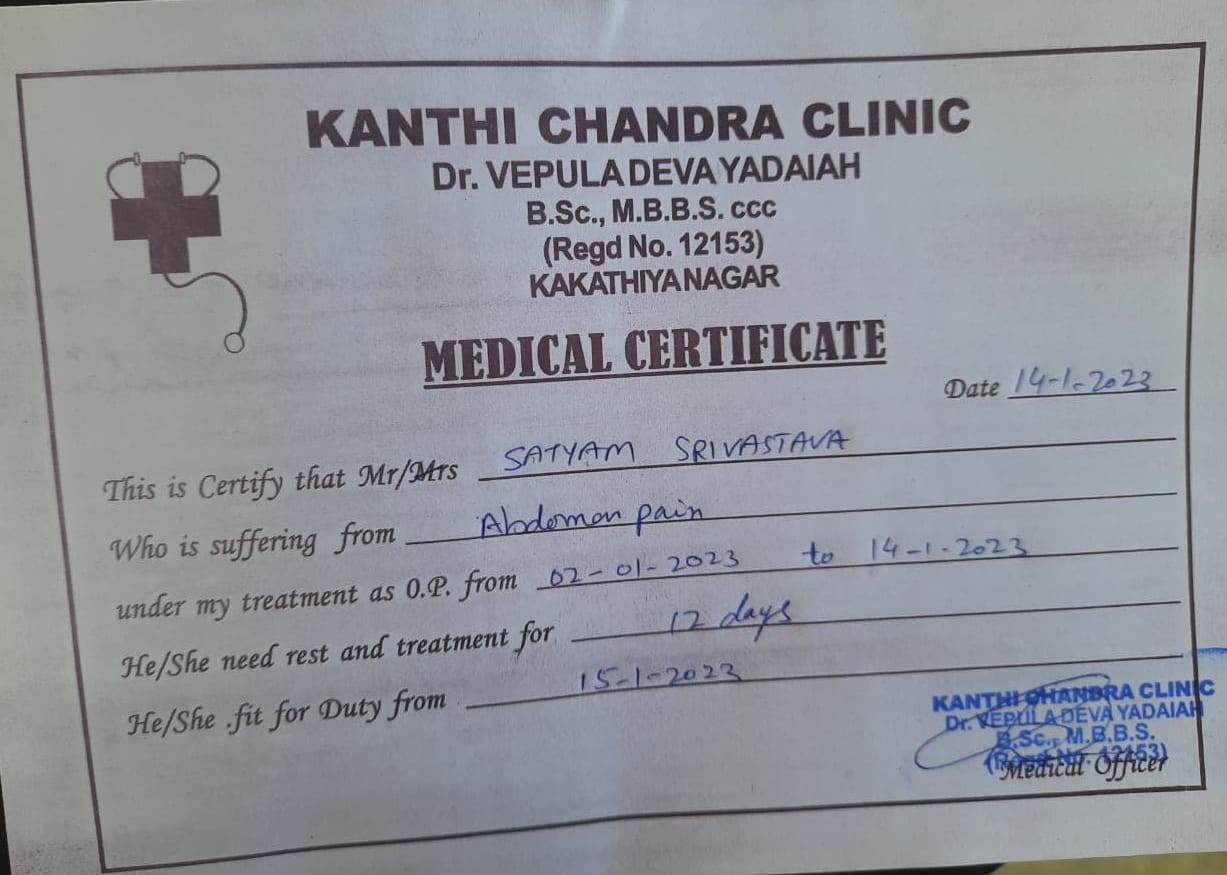 KANTHI CHANDRA CLINIC
Dr. VEPULA DEVA YADAIAH
B.Sc., M.B.B.S. ccc
(Regd No. 12153)
KAKATHIYA NAGAR
MEDICAL CERTIFICATE
Date 14-1-2023
This is Certify that Mr/Mrs SATYAM SRIVASTAVA
Who is suffering from Abdomen pain
under my treatment as O.P. from 02-01-2023 to 14-1-2023
He/She need rest and treatment for 12 days
He/She .fit for Duty from 15-1-2023
KANTHI CHANDRA CLINIC
Dr. VEPULA DEVA YADAIAH
B.Sc., M.B.B.S.
(Regd No. 12153)
Medical Officer